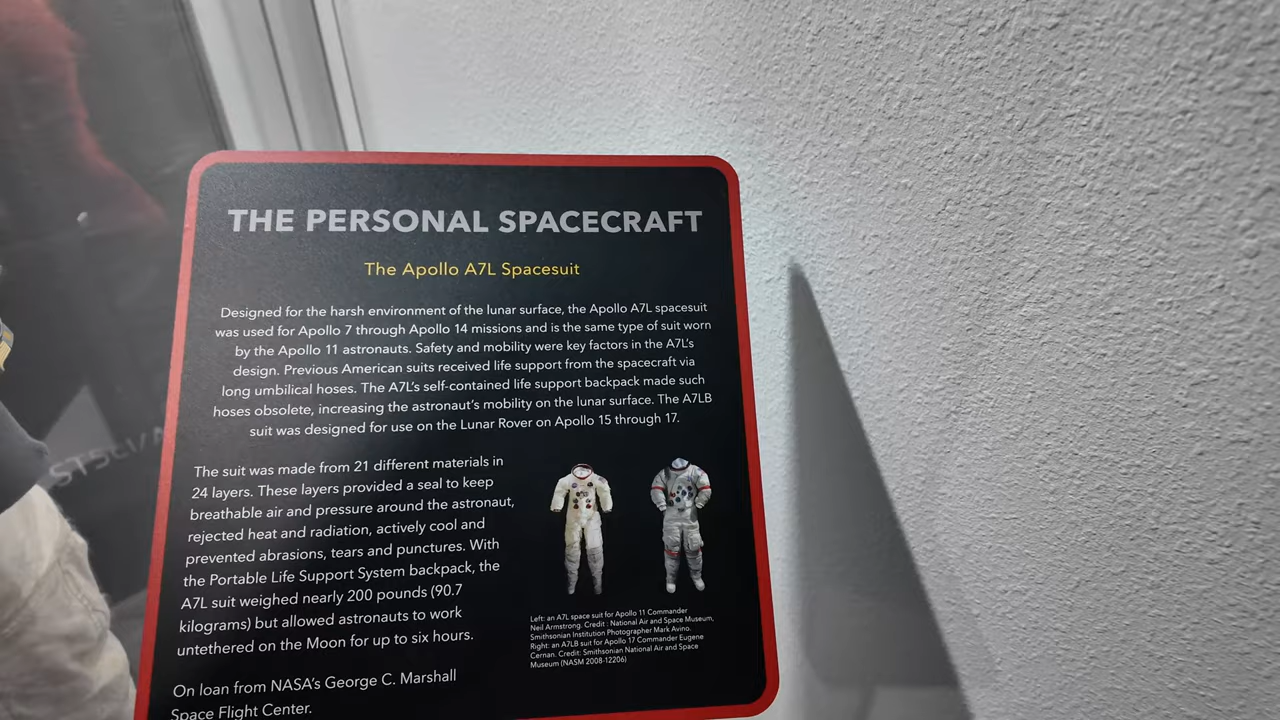 THE PERSONAL SPACECRAFT
The Apollo A7L Spacesuit
Designed for the harsh environment of the lunar surface, the Apollo A7L spacesuit
was used for Apollo 7 through Apollo 14 missions and is the same type of suit worn
by the Apollo 11 astronauts. Safety and mobility were key factors in the A7L's
design. Previous American suits received life support from the spacecraft via
long umbilical hoses. The A7L's self-contained life support backpack made such
hoses obsolete, increasing the astronaut's mobility on the lunar surface. The A7LB
suit was designed for use on the Lunar Rover on Apollo 15 through 17.
The suit was made from 21 different materials in
24 layers. These layers provided a seal to keep
breathable air and pressure around the astronaut,
rejected heat and radiation, actively cool and
prevented abrasions, tears and punctures. With
the Portable Life Support System backpack, the
A7L suit weighed nearly 200 pounds (90.7
kilograms) but allowed astronauts to work
untethered on the Moon for up to six hours.
On loan from NASA's George C. Marshall
Space Flight Center.
Left: an A7L space suit for Apollo 11 Commander
Neil Armstrong. Credit : National Air and Space Museum,
Smithsonian Institution Photographer Mark Avino.
Right: an A7LB suit for Apollo 17 Commander Eugene
Cernan. Credit: Smithsonian National Air and Space
Museum (NASM 2008-12206)